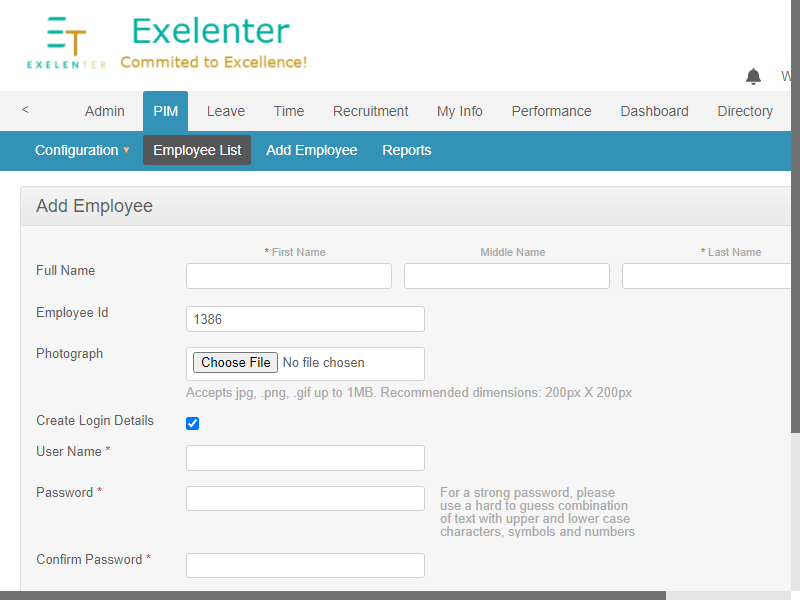 ET
EXELENTER
Exelenter
Commited to Excellence!
W
< Admin PIM Leave Time Recruitment My Info Performance Dashboard Directory
Configuration ▾ Employee List Add Employee Reports
Add Employee
* First Name Middle Name * Last Name
Full Name
Employee Id 1386
Photograph Choose File No file chosen
Accepts jpg, .png, .gif up to 1MB. Recommended dimensions: 200px X 200px
Create Login Details
User Name *
Password * For a strong password, please
use a hard to guess combination
of text with upper and lower case
characters, symbols and numbers
Confirm Password *